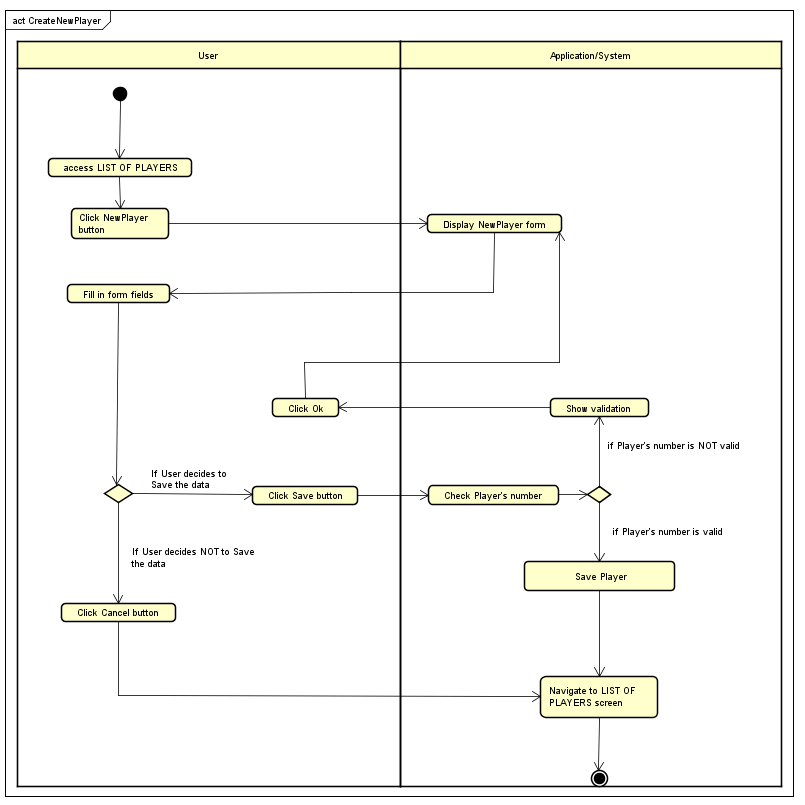 act CreateNewPlayer
User
Application/System
access LIST OF PLAYERS
Click NewPlayer
button
Display NewPlayer form
Fill in form fields
Click Ok
Show validation
if Player's number is NOT valid
If User decides to
Save the data
Click Save button
Check Player's number
if Player's number is valid
If User decides NOT to Save
the data
Save Player
Click Cancel button
Navigate to LIST OF
PLAYERS screen